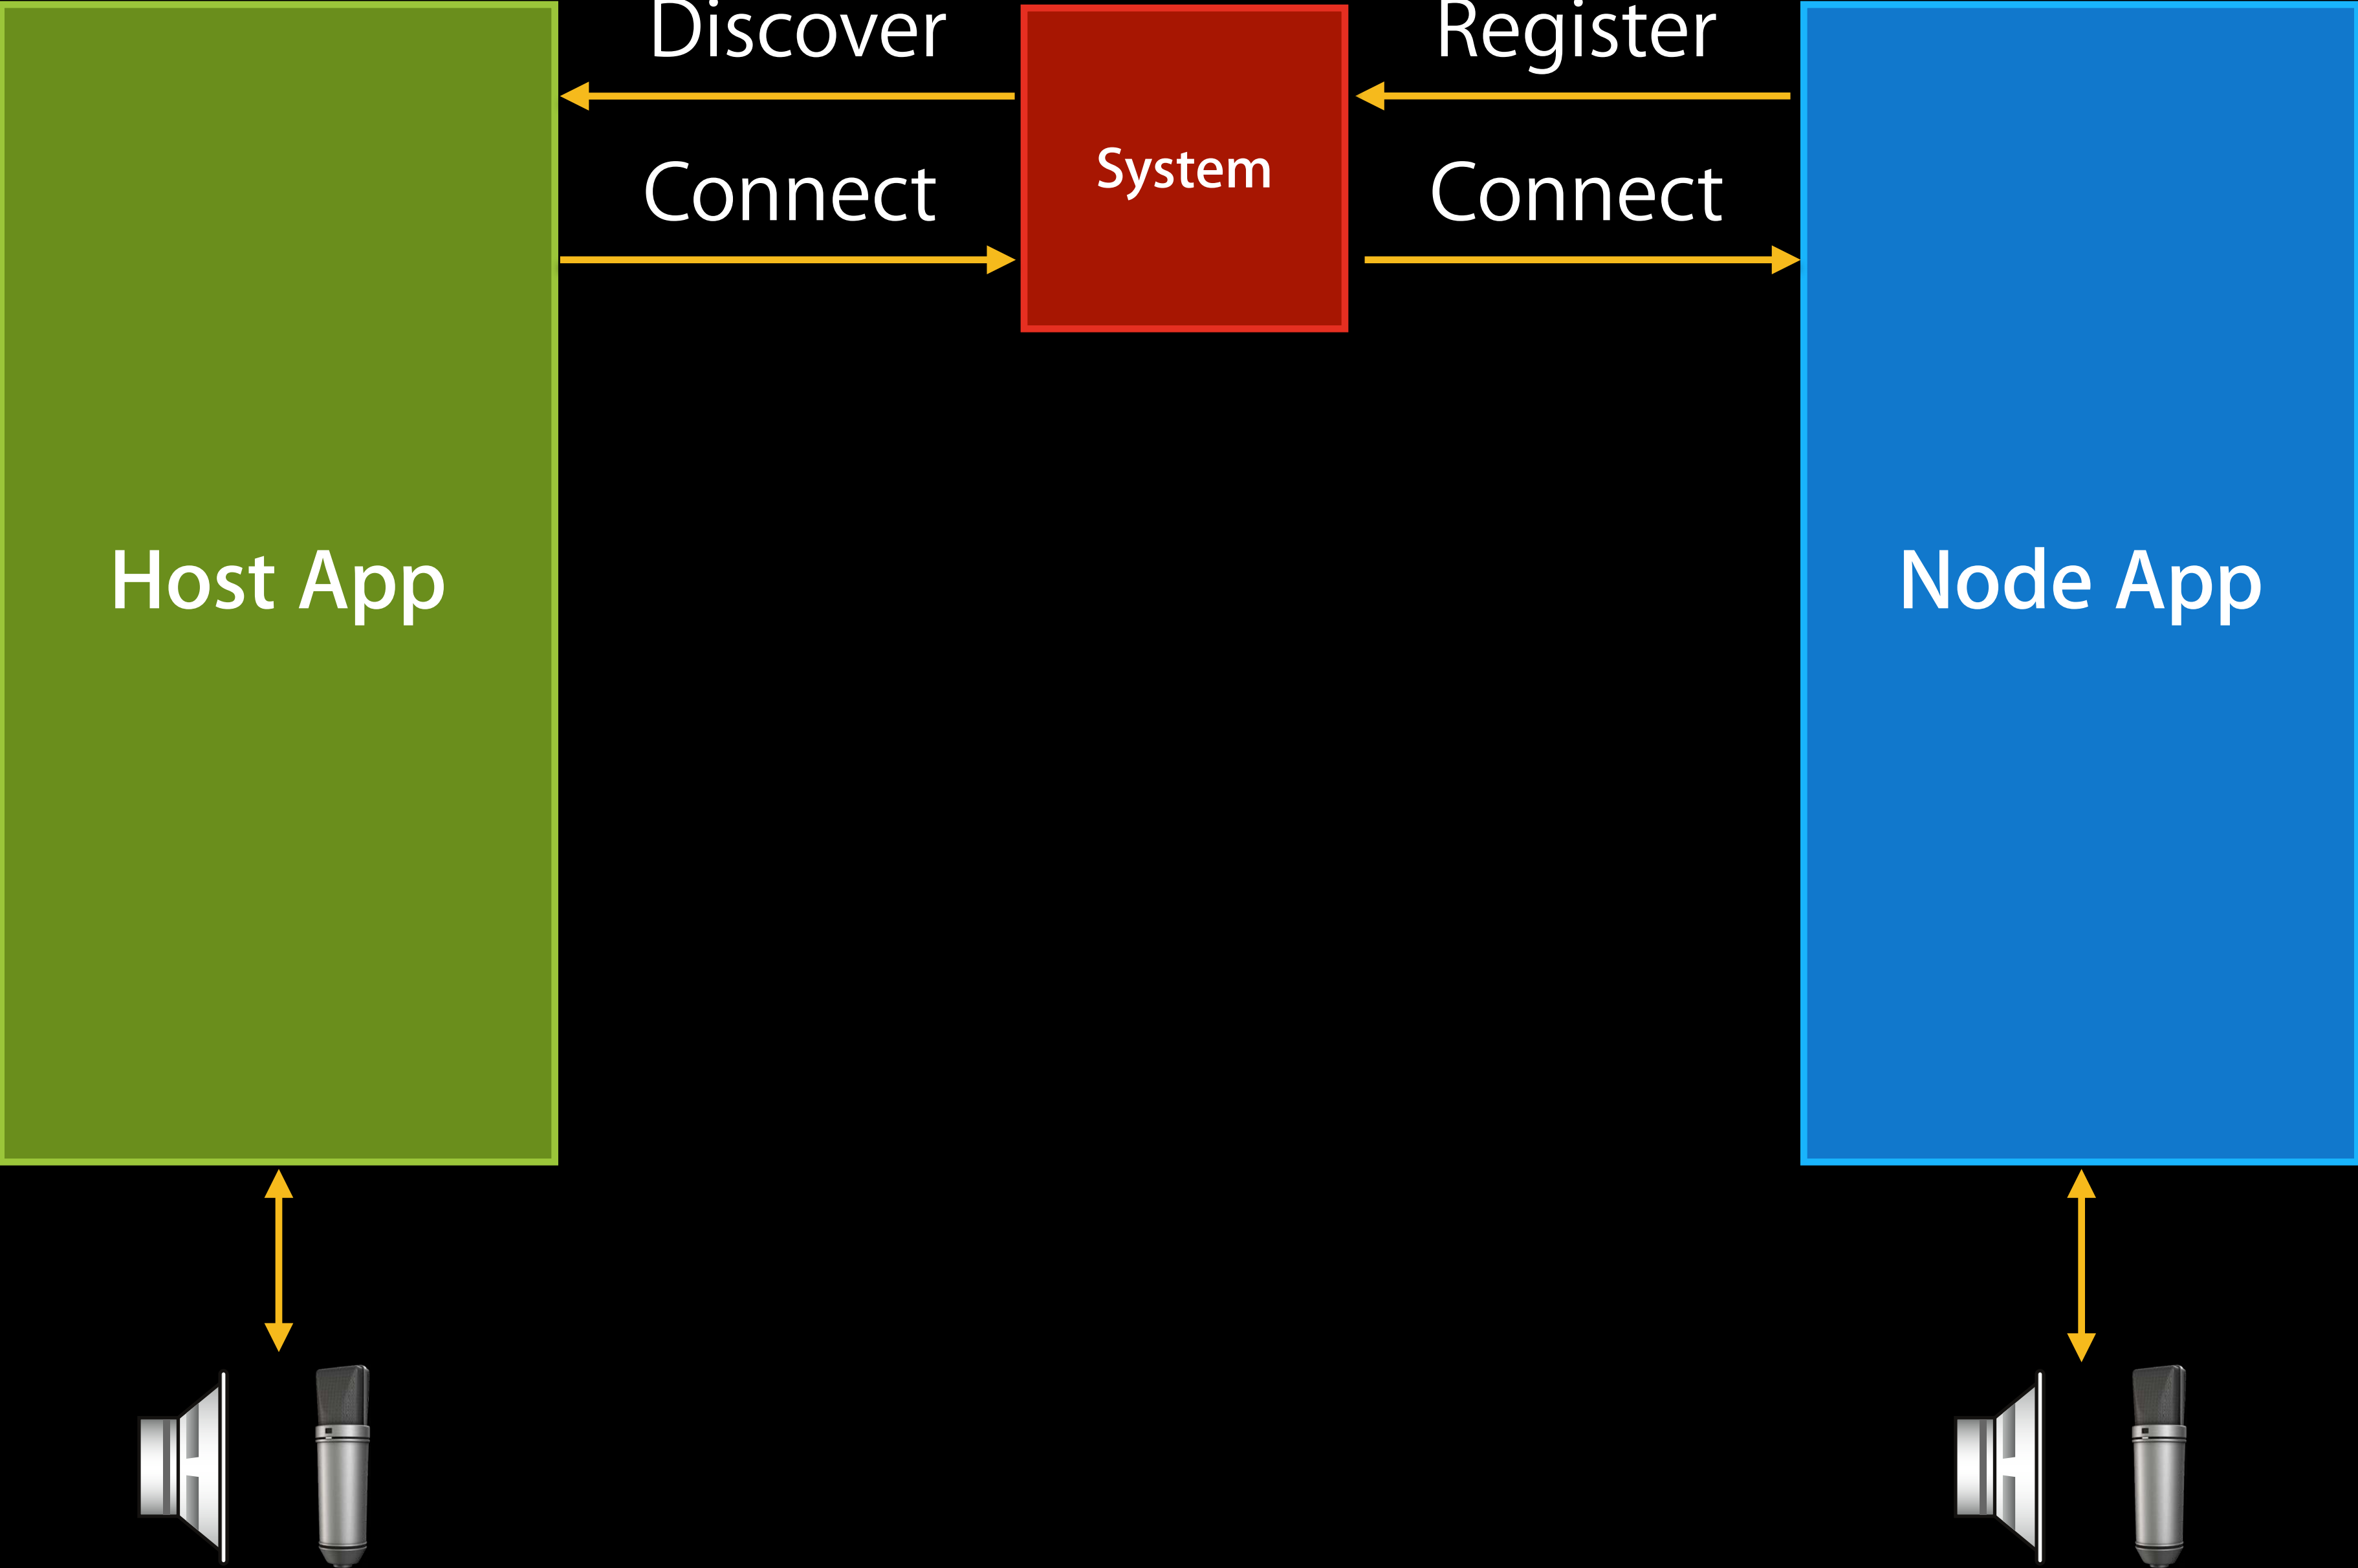 Discover
Register
System
Connect
Connect
Host App
Node App